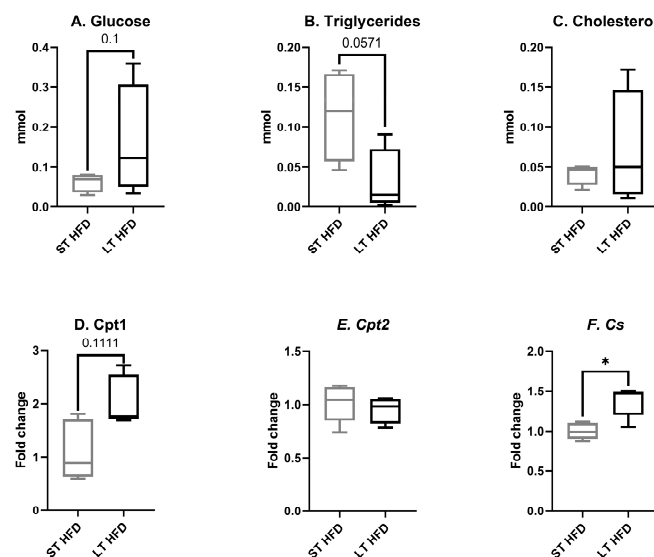 A. Glucose
0.1
mmol
0.4
0.3
0.2
0.1
0.0
ST HFD
LT HFD
B. Triglycerides
0.0571
mmol
0.20
0.15
0.10
0.05
0.00
ST HFD
LT HFD
C. Cholestero
mmol
0.20
0.15
0.10
0.05
0.00
ST HFD
LT HFD
D. Cpt1
0.1111
Fold change
3
2
1
0
ST HFD
LT HFD
E. Cpt2
Fold change
1.5
1.0
0.5
0.0
ST HFD
LT HFD
F. Cs
*
Fold change
2.0
1.5
1.0
0.5
0.0
ST HFD
LT HFD